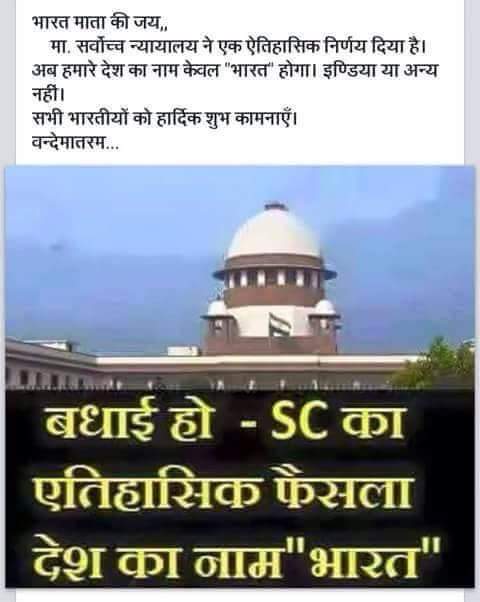 भारत माता की जय,,
मा. सर्वोच्च न्यायालय ने एक ऐतिहासिक निर्णय दिया है।
अब हमारे देश का नाम केवल "भारत" होगा। इण्डिया या अन्य
नहीं।
सभी भारतीयों को हार्दिक शुभ कामनाएँ।
वन्देमातरम...
बधाई हो - SC का
एतिहासिक फैसला
देश का नाम"भारत"